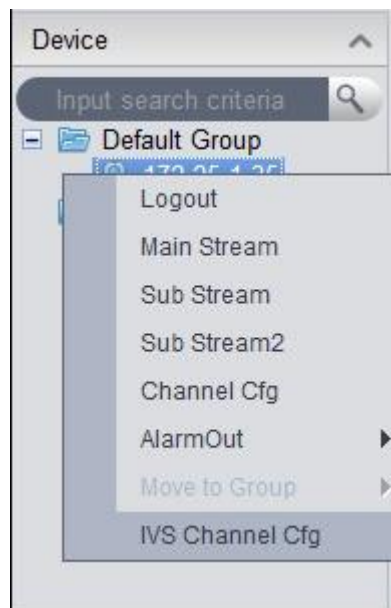 Device
Input search criteria
Default Group
Logout
Main Stream
Sub Stream
Sub Stream2
Channel Cfg
AlarmOut
Move to Group
IVS Channel Cfg